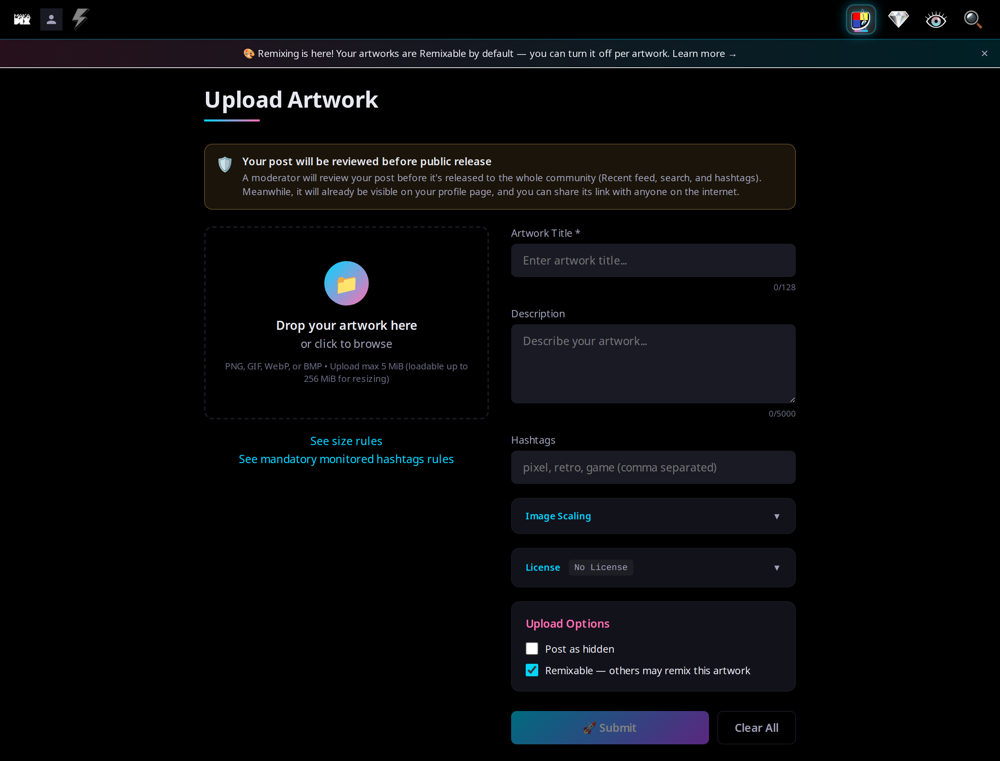 MAKA
PIX
🎨 Remixing is here! Your artworks are Remixable by default — you can turn it off per artwork. Learn more →
×
Upload Artwork
Your post will be reviewed before public release
A moderator will review your post before it's released to the whole community (Recent feed, search, and hashtags).
Meanwhile, it will already be visible on your profile page, and you can share its link with anyone on the internet.
Drop your artwork here
or click to browse
PNG, GIF, WebP, or BMP • Upload max 5 MiB (loadable up to
256 MiB for resizing)
See size rules
See mandatory monitored hashtags rules
Artwork Title *
Enter artwork title...
0/128
Description
Describe your artwork...
0/5000
Hashtags
pixel, retro, game (comma separated)
Image Scaling ▼
License No License ▼
Upload Options
Post as hidden
Remixable — others may remix this artwork
🚀 Submit
Clear All